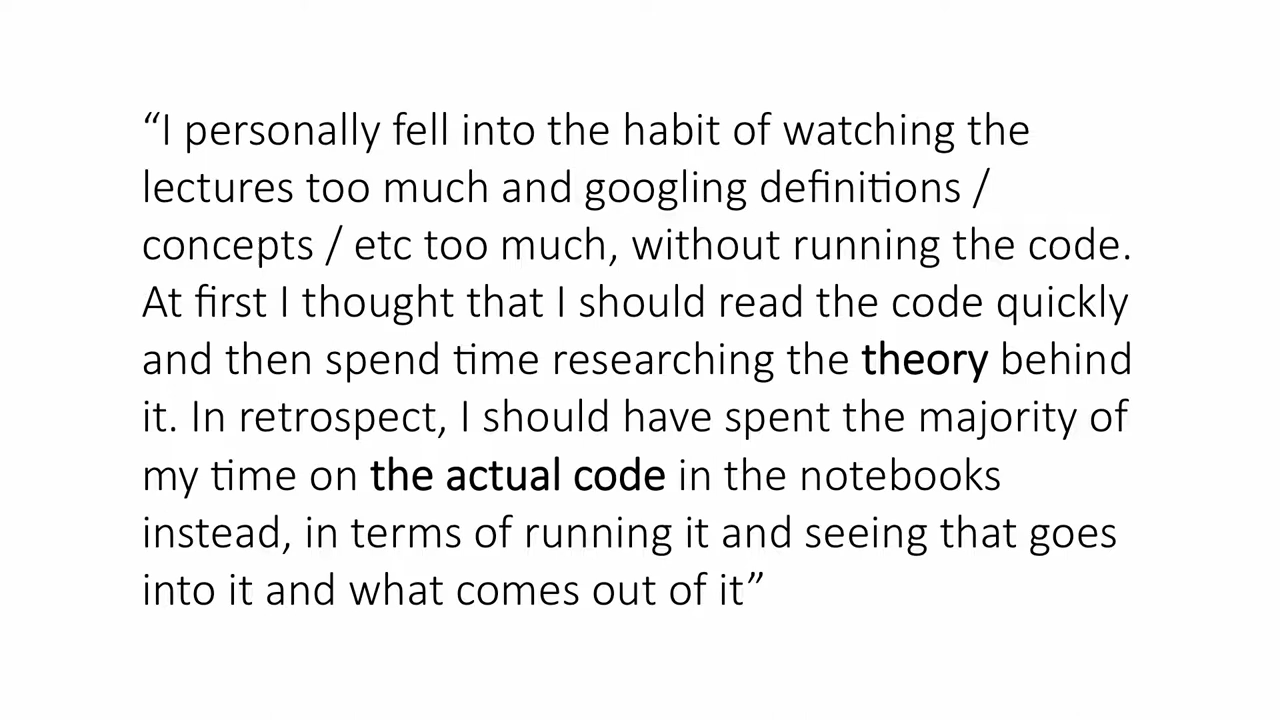 “I personally fell into the habit of watching the
lectures too much and googling definitions /
concepts / etc too much, without running the code.
At first I thought that I should read the code quickly
and then spend time researching the theory behind
it. In retrospect, I should have spent the majority of
my time on the actual code in the notebooks
instead, in terms of running it and seeing that goes
into it and what comes out of it”